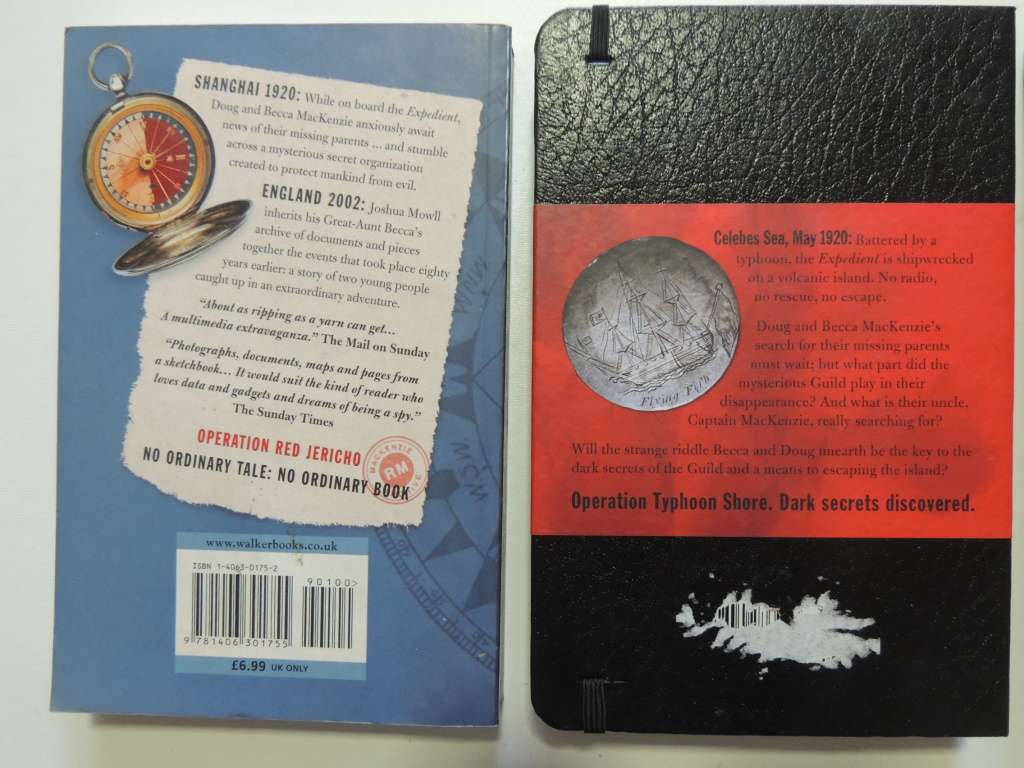 SHANGHAI 1920: While on board the Expedient,
Doug and Becca MacKenzie anxiously await
news of their missing parents ... and stumble
across a mysterious secret organization
created to protect mankind from evil.
ENGLAND 2002: Joshua Mowll
inherits his Great-Aunt Becca's
archive of documents and pieces
together the events that took place eighty
years earlier: a story of two young people
caught up in an extraordinary adventure.
"About as ripping as a yarn can get...
A multimedia extravaganza." The Mail on Sunday
"Photographs, documents, maps and pages from
a sketchbook... It would suit the kind of reader who
loves data and gadgets and dreams of being a spy."
The Sunday Times
OPERATION RED JERICHO
NO ORDINARY TALE: NO ORDINARY BOOK
MACKENZIE
RM
WSW
www.walkerbooks.co.uk
ISBN 1-4063-0175-2
90100>
9 781406 301755
£6.99 UK ONLY
Celebes Sea, May 1920: Battered by a
typhoon, the Expedient is shipwrecked
on a volcanic island. No radio,
no rescue, no escape.
Flying Fish
Doug and Becca MacKenzie's
search for their missing parents
must wait; but what part did the
mysterious Guild play in their
disappearance? And what is their uncle,
Captain MacKenzie, really searching for?
Will the strange riddle Becca and Doug unearth be the key to the
dark secrets of the Guild and a means to escaping the island?
Operation Typhoon Shore. Dark secrets discovered.